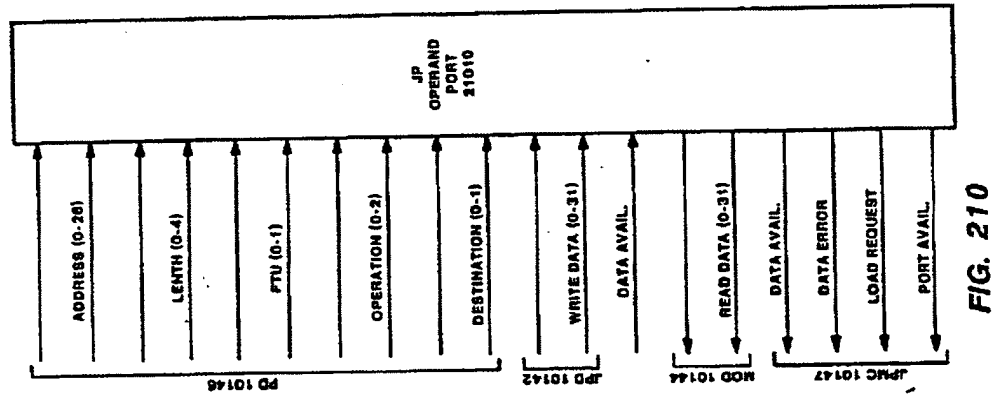 JP
OPERAND
PORT
21010
ADDRESS (0-28)
LENTH (0-4)
FTU (0-1)
OPERATION (0-2)
DESTINATION (0-1)
WRITE DATA (0-31)
DATA AVAIL.
READ DATA (0-31)
DATA AVAIL.
DATA ERROR
LOAD REQUEST
PORT AVAIL.
PD 10146
JPD 10142
MOD 10144
JPMC 10147
FIG. 210